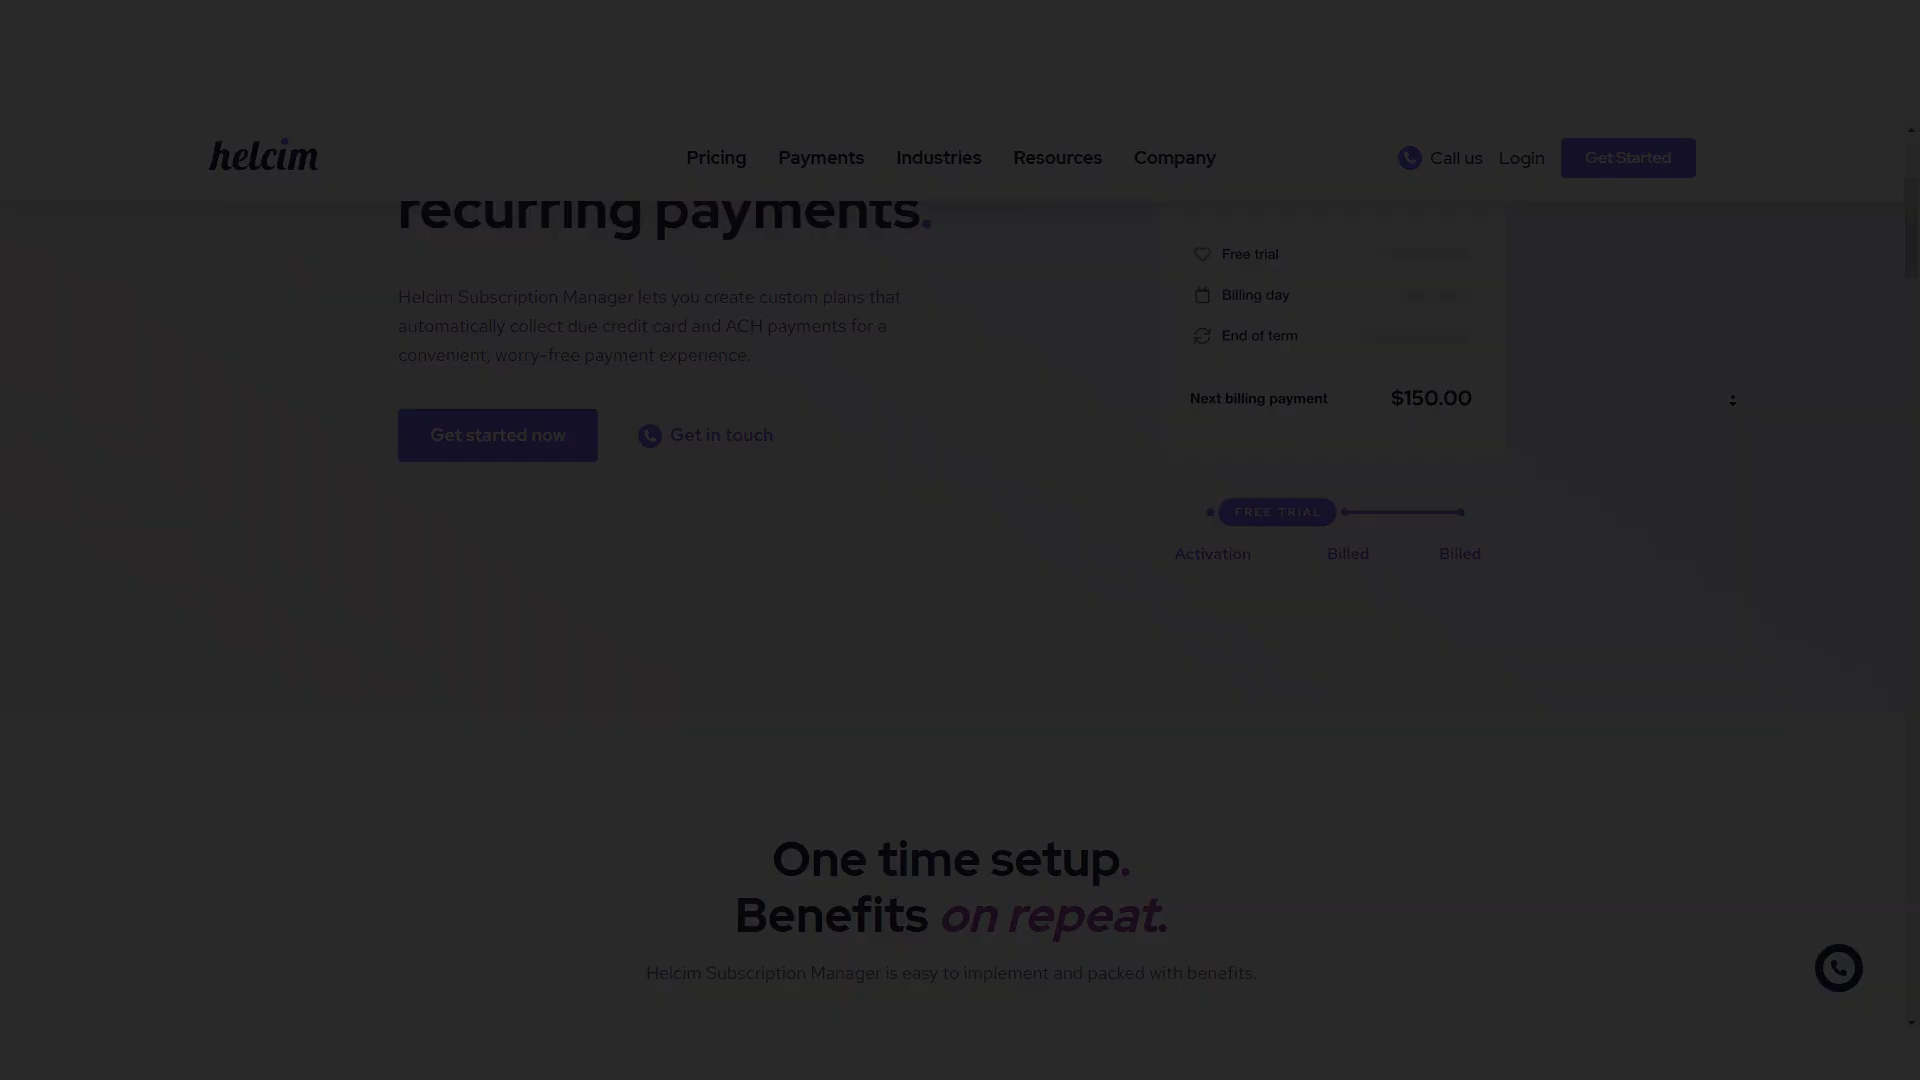 helcim
Pricing Payments Industries Resources Company
Call us Login Get Started
recurring payments.
Helcim Subscription Manager lets you create custom plans that
automatically collect due credit card and ACH payments for a
convenient, worry-free payment experience.
Get started now
Get in touch
Free trial
Billing day
End of term
Next billing payment $150.00
FREE TRIAL
Activation Billed Billed
One time setup.
Benefits on repeat.
Helcim Subscription Manager is easy to implement and packed with benefits.